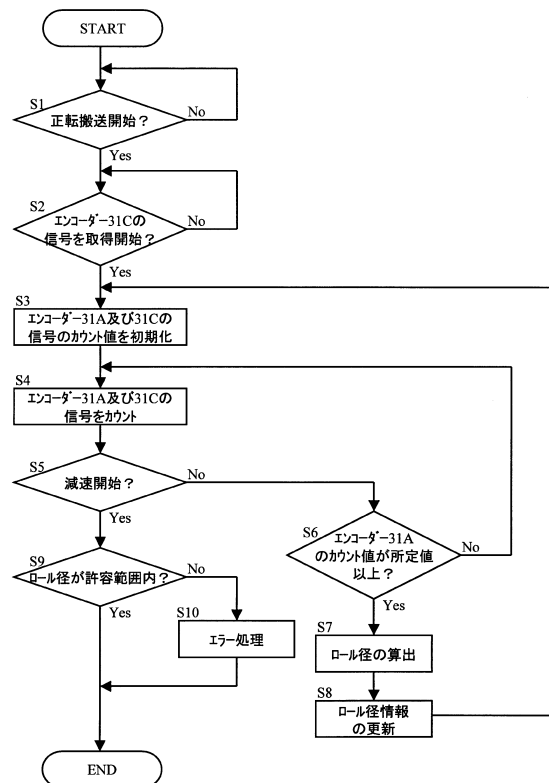 START
S1
正転搬送開始？
No
Yes
S2
ｴﾝｺｰﾀﾞｰ31Cの
信号を取得開始？
No
Yes
S3
ｴﾝｺｰﾀﾞｰ31A及び31Cの
信号のｶｳﾝﾄ値を初期化
S4
ｴﾝｺｰﾀﾞｰ31A及び31Cの
信号をｶｳﾝﾄ
S5
減速開始？
No
Yes
S6
ｴﾝｺｰﾀﾞｰ31A
のｶｳﾝﾄ値が所定値
以上？
No
Yes
S7
ﾛｰﾙ径の算出
S8
ﾛｰﾙ径情報
の更新
S9
ﾛｰﾙ径が許容範囲内？
No
Yes
S10
ｴﾗｰ処理
END